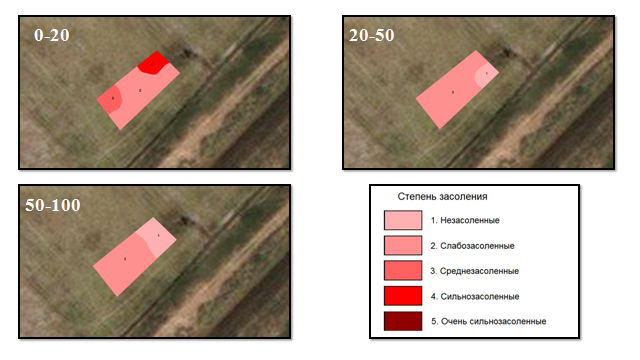 0-20
20-50
50-100
Степень засоления
1. Незасоленные
2. Слабозасоленные
3. Среднезасоленные
4. Сильнозасоленные
5. Очень сильнозасоленные